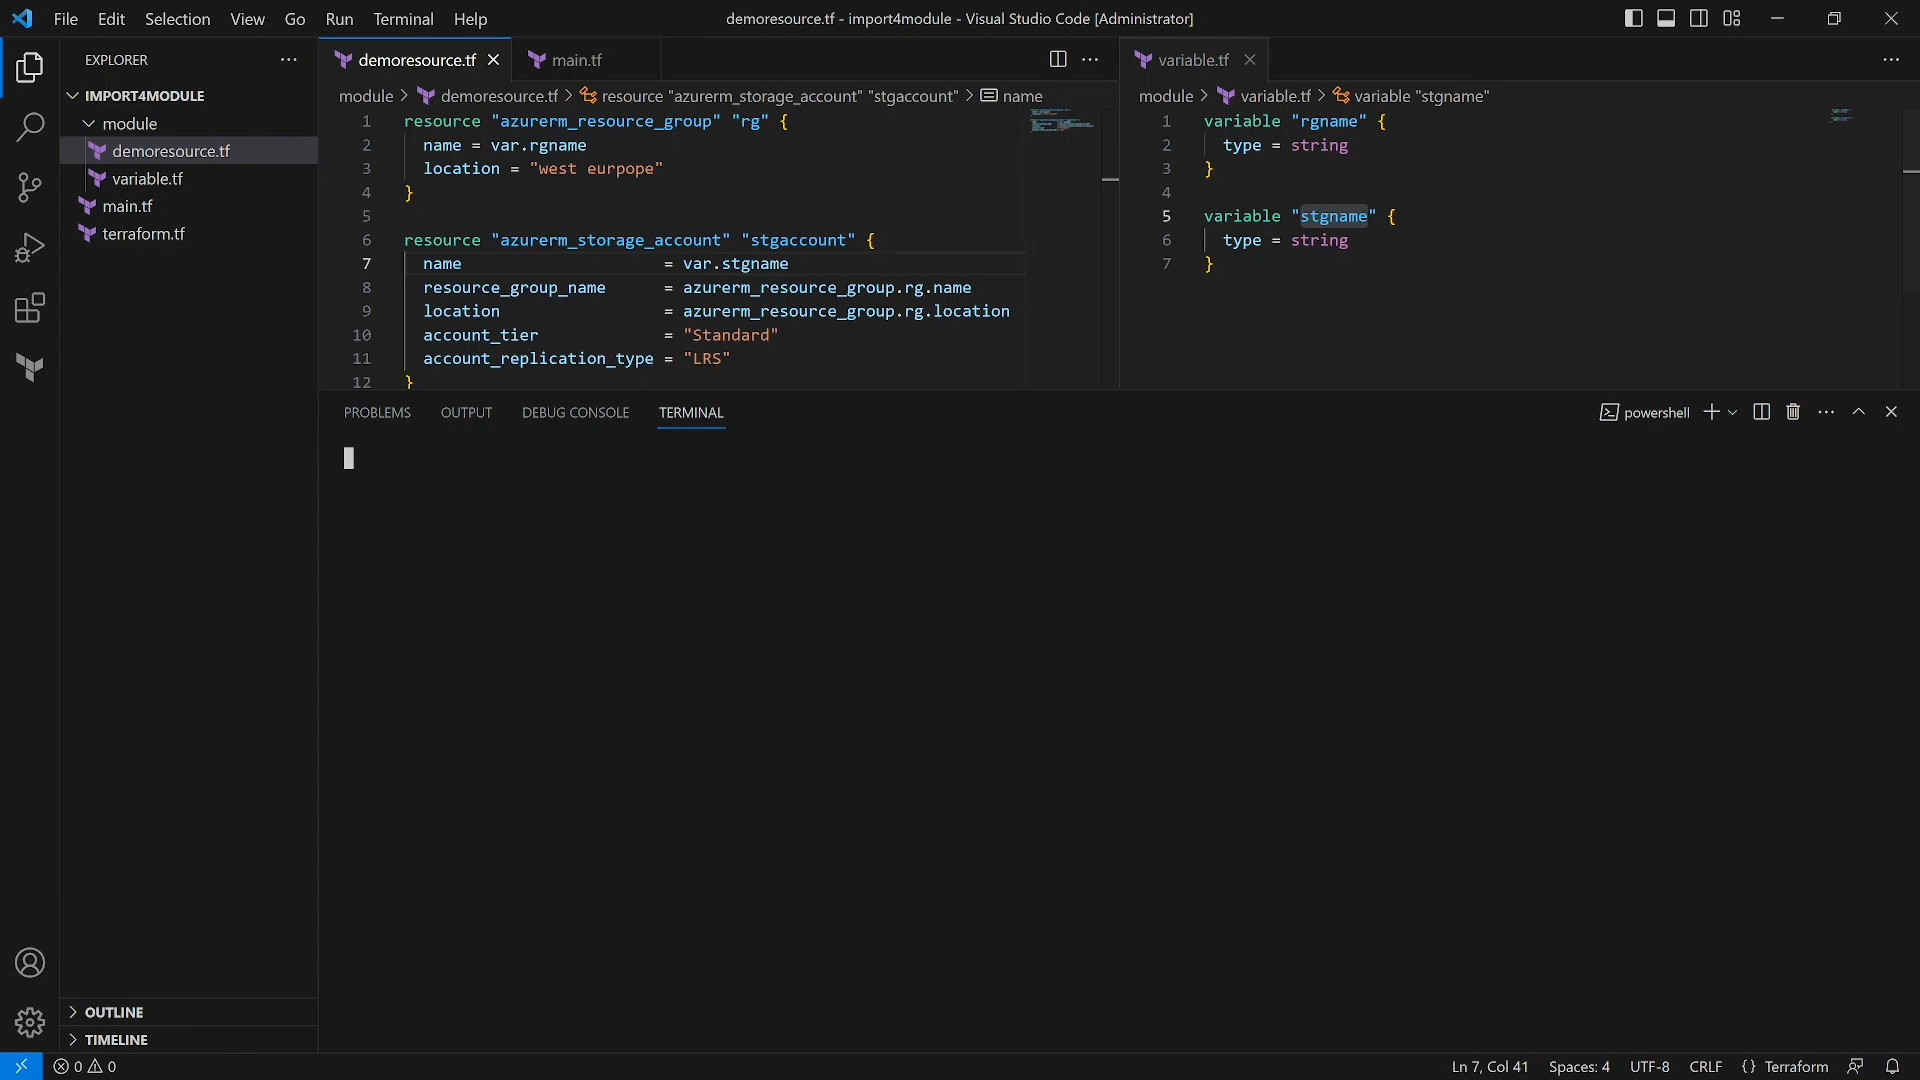 File Edit Selection View Go Run Terminal Help
demoresource.tf - import4module - Visual Studio Code [Administrator]
EXPLORER
IMPORT4MODULE
module
demoresource.tf
variable.tf
main.tf
terraform.tf
OUTLINE
TIMELINE
demoresource.tf main.tf
module > demoresource.tf > resource "azurerm_storage_account" "stgaccount" > name
1 resource "azurerm_resource_group" "rg" {
2 name = var.rgname
3 location = "west eurpope"
4 }
5
6 resource "azurerm_storage_account" "stgaccount" {
7 name = var.stgname
8 resource_group_name = azurerm_resource_group.rg.name
9 location = azurerm_resource_group.rg.location
10 account_tier = "Standard"
11 account_replication_type = "LRS"
12 }
variable.tf
module > variable.tf > variable "stgname"
1 variable "rgname" {
2 type = string
3 }
4
5 variable "stgname" {
6 type = string
7 }
PROBLEMS OUTPUT DEBUG CONSOLE TERMINAL
powershell
0 0
Ln 7, Col 41 Spaces: 4 UTF-8 CRLF {} Terraform